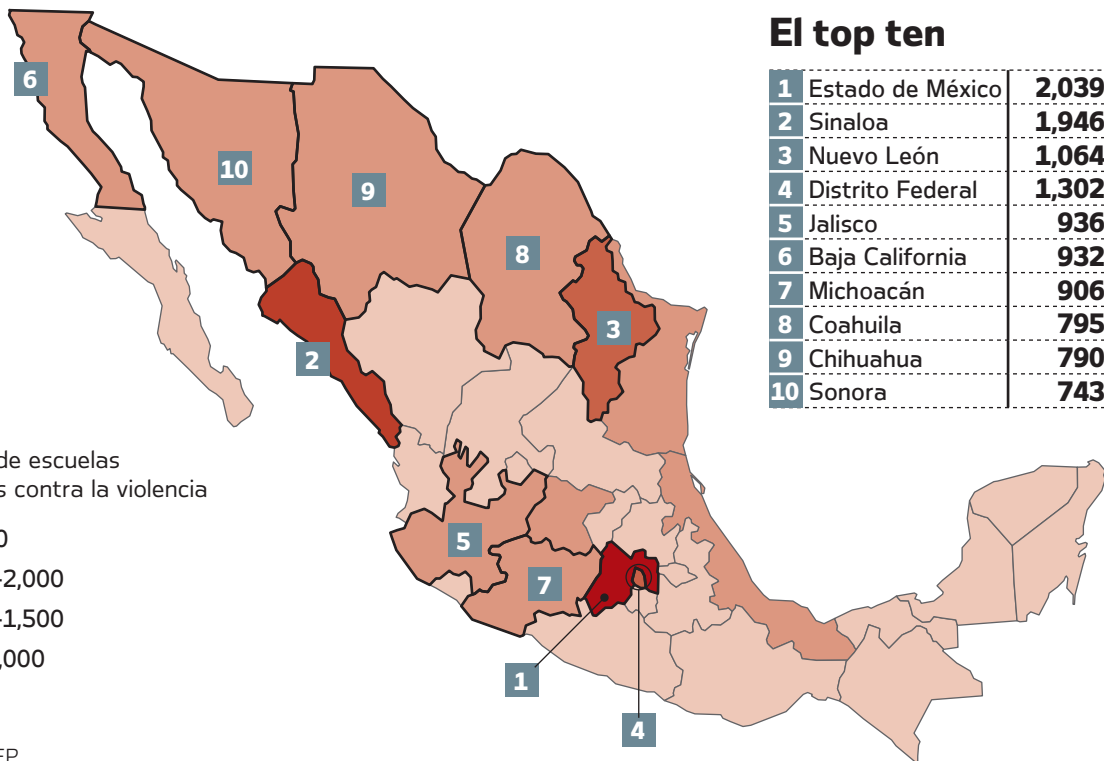 El top ten
1 Estado de México 2,039
2 Sinaloa 1,946
3 Nuevo León 1,064
4 Distrito Federal 1,302
5 Jalisco 936
6 Baja California 932
7 Michoacán 906
8 Coahuila 795
9 Chihuahua 790
10 Sonora 743
6
10
9
8
3
2
5
7
1
4
de escuelas
s contra la violencia
0
-2,000
-1,500
,000
EP